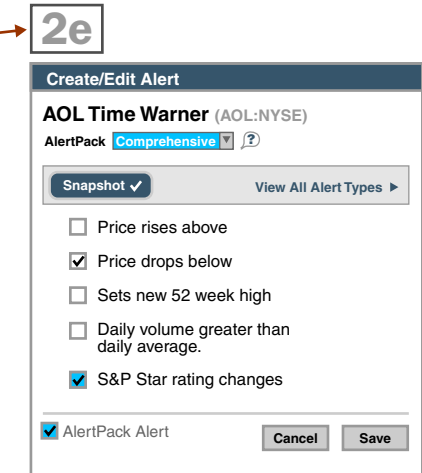 2e
Create/Edit Alert
AOL Time Warner (AOL:NYSE)
AlertPack Comprehensive ?
Snapshot ✓ View All Alert Types ►
Price rises above
Price drops below
Sets new 52 week high
Daily volume greater than
daily average.
S&P Star rating changes
AlertPack Alert Cancel Save